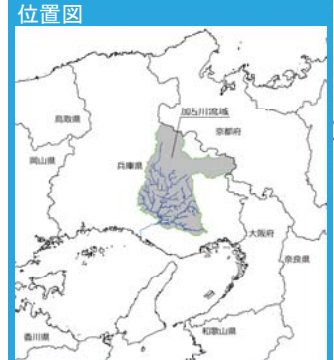 位置図
加古川流域
鳥取県
京都府
岡山県
兵庫県
大阪府
奈良県
香川県
和歌山県